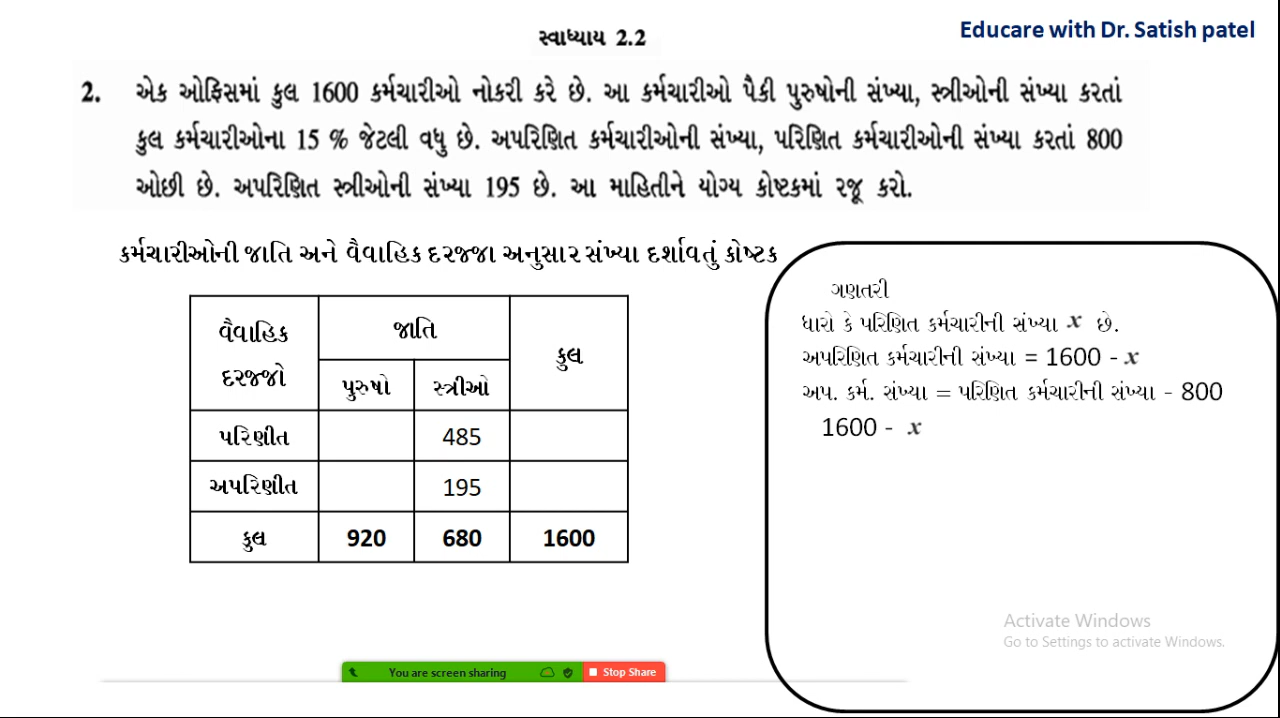 સ્વાધ્યાય 2.2
Educare with Dr. Satish patel
2. એક ઓફિસમાં કુલ 1600 કર્મચારીઓ નોકરી કરે છે. આ કર્મચારીઓ પૈકી પુરુષોની સંખ્યા, સ્ત્રીઓની સંખ્યા કરતાં
કુલ કર્મચારીઓના 15 % જેટલી વધુ છે. અપરિણિત કર્મચારીઓની સંખ્યા, પરિણિત કર્મચારીઓની સંખ્યા કરતાં 800
ઓછી છે. અપરિણિત સ્ત્રીઓની સંખ્યા 195 છે. આ માહિતીને યોગ્ય કોષ્ટકમાં રજૂ કરો.
કર્મચારીઓની જાતિ અને વૈવાહિક દરજ્જા અનુસાર સંખ્યા દર્શાવતું કોષ્ટક
વૈવાહિક
દરજ્જો
જાતિ
કુલ
પુરુષો સ્ત્રીઓ
પરિણીત 485
અપરિણીત 195
કુલ 920 680 1600
ગણતરી
ધારો કે પરિણિત કર્મચારીની સંખ્યા x છે.
અપરિણિત કર્મચારીની સંખ્યા = 1600 - x
અપ. કર્મ. સંખ્યા = પરિણિત કર્મચારીની સંખ્યા - 800
1600 - x
Activate Windows
Go to Settings to activate Windows.
You are screen sharing
Stop Share